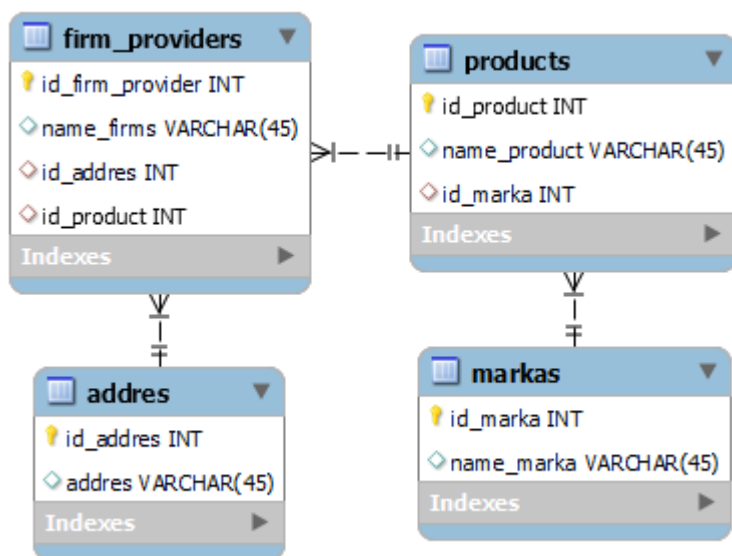 firm_providers
id_firm_provider INT
name_firms VARCHAR(45)
id_addres INT
id_product INT
Indexes
products
id_product INT
name_product VARCHAR(45)
id_marka INT
Indexes
addres
id_addres INT
addres VARCHAR(45)
Indexes
markas
id_marka INT
name_marka VARCHAR(45)
Indexes